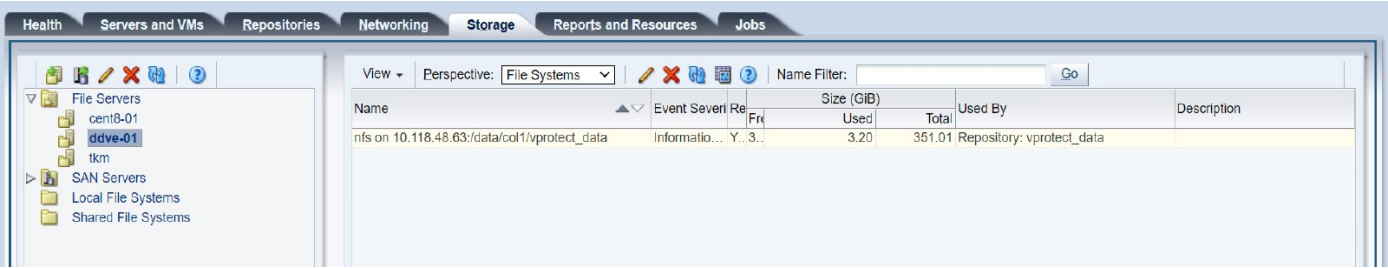 Health Servers and VMs Repositories Networking Storage Reports and Resources Jobs
View Perspective: File Systems Name Filter: Go
File Servers
cent8-01
ddve-01
tkm
SAN Servers
Local File Systems
Shared File Systems
Name Event Severi Re Size (GiB) Used By Description
Fre Used Total
nfs on 10.118.48.63:/data/col1/vprotect_data Informatio... Y.. 3.. 3.20 351.01 Repository: vprotect_data